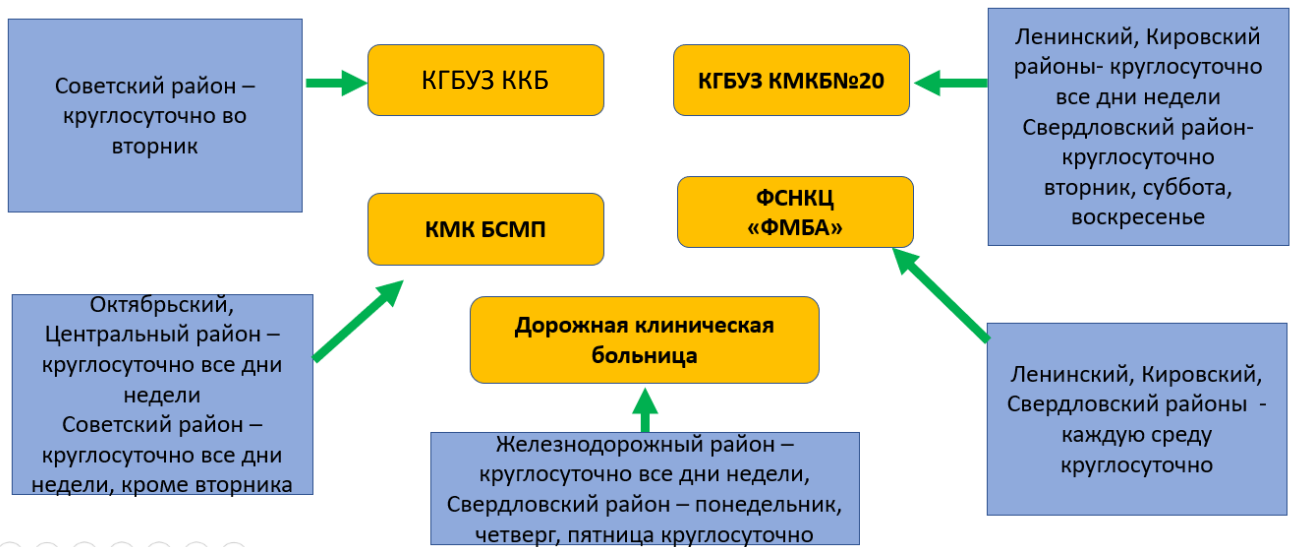 Советский район –
круглосуточно во
вторник
КГБУЗ ККБ
КГБУЗ КМКБ№20
Ленинский, Кировский
районы- круглосуточно
все дни недели
Свердловский район-
круглосуточно
вторник, суббота,
воскресенье
КМК БСМП
ФСНКЦ
«ФМБА»
Октябрьский,
Центральный район –
круглосуточно все дни
недели
Советский район –
круглосуточно все дни
недели, кроме вторника
Дорожная клиническая
больница
Железнодорожный район –
круглосуточно все дни недели,
Свердловский район – понедельник,
четверг, пятница круглосуточно
Ленинский, Кировский,
Свердловский районы -
каждую среду
круглосуточно